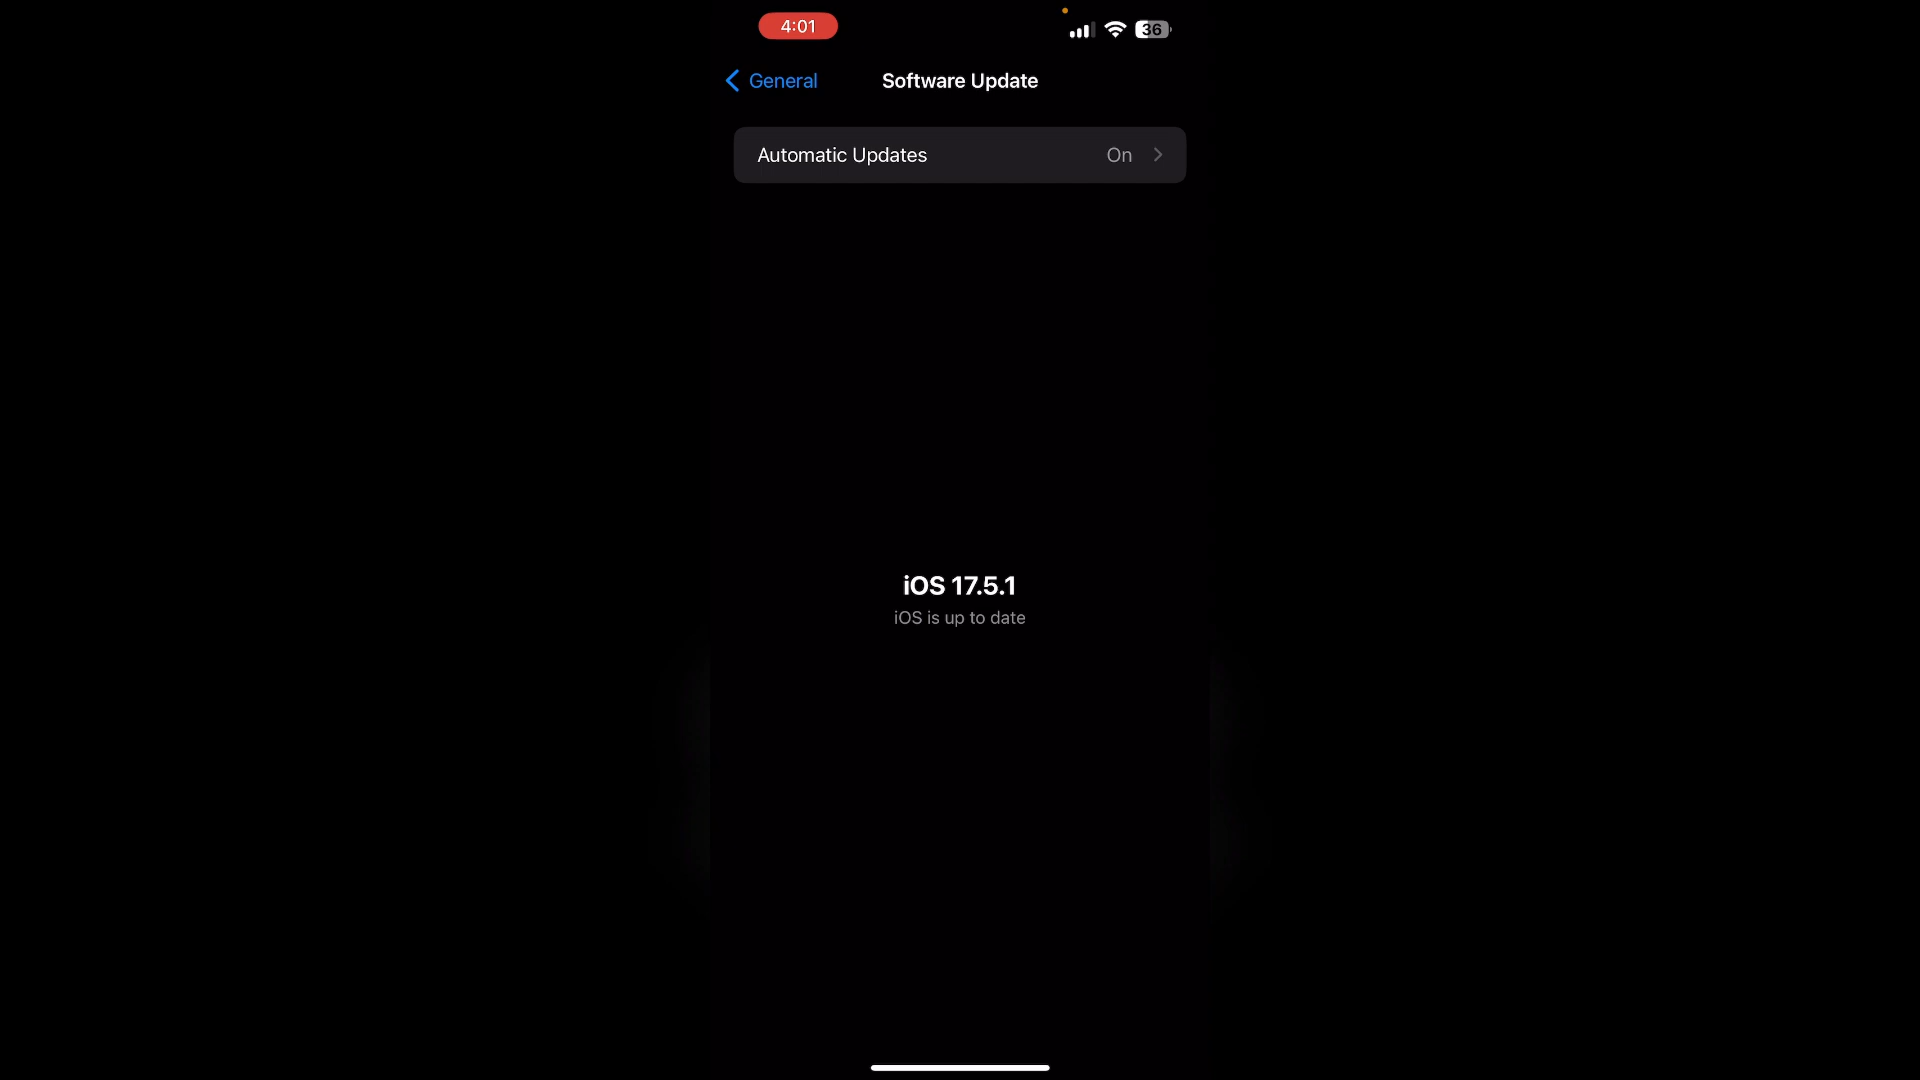 4:01
36
General
Software Update
Automatic Updates
On
iOS 17.5.1
iOS is up to date